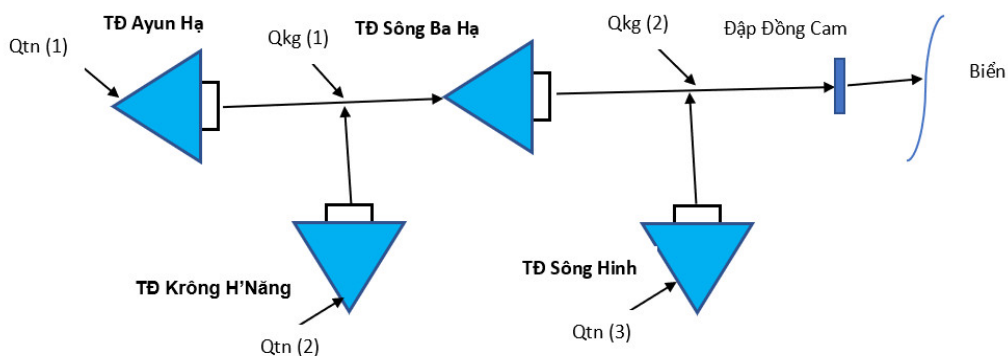 TĐ Ayun Hạ
Qtn (1)
Qkg (1)
TĐ Sông Ba Hạ
Qkg (2)
Đập Đồng Cam
Biển
TĐ Krông H'Năng
Qtn (2)
TĐ Sông Hinh
Qtn (3)